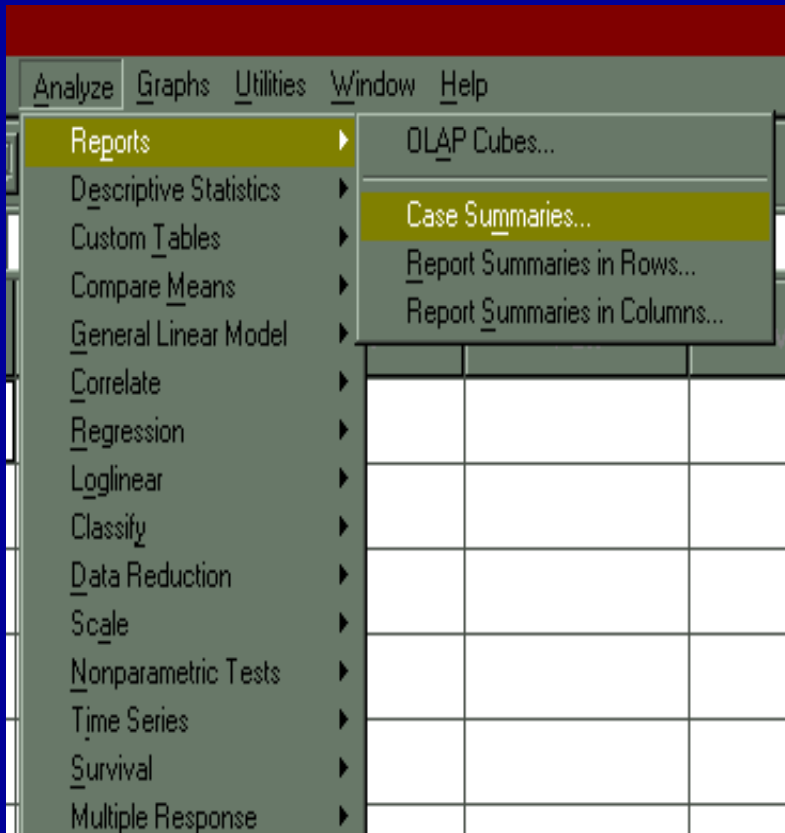 Analyze Graphs Utilities Window Help
Reports
Descriptive Statistics
Custom Tables
Compare Means
General Linear Model
Correlate
Regression
Loglinear
Classify
Data Reduction
Scale
Nonparametric Tests
Time Series
Survival
Multiple Response
OLAP Cubes...
Case Summaries...
Report Summaries in Rows...
Report Summaries in Columns...